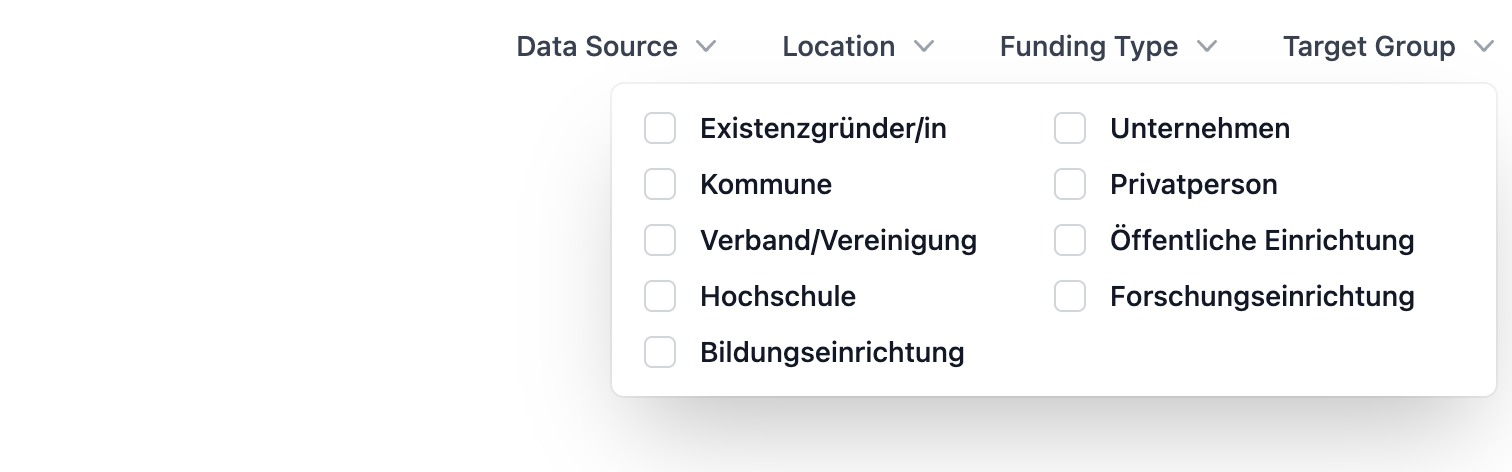 Data Source Location Funding Type Target Group
Existenzgründer/in Unternehmen
Kommune Privatperson
Verband/Vereinigung Öffentliche Einrichtung
Hochschule Forschungseinrichtung
Bildungseinrichtung